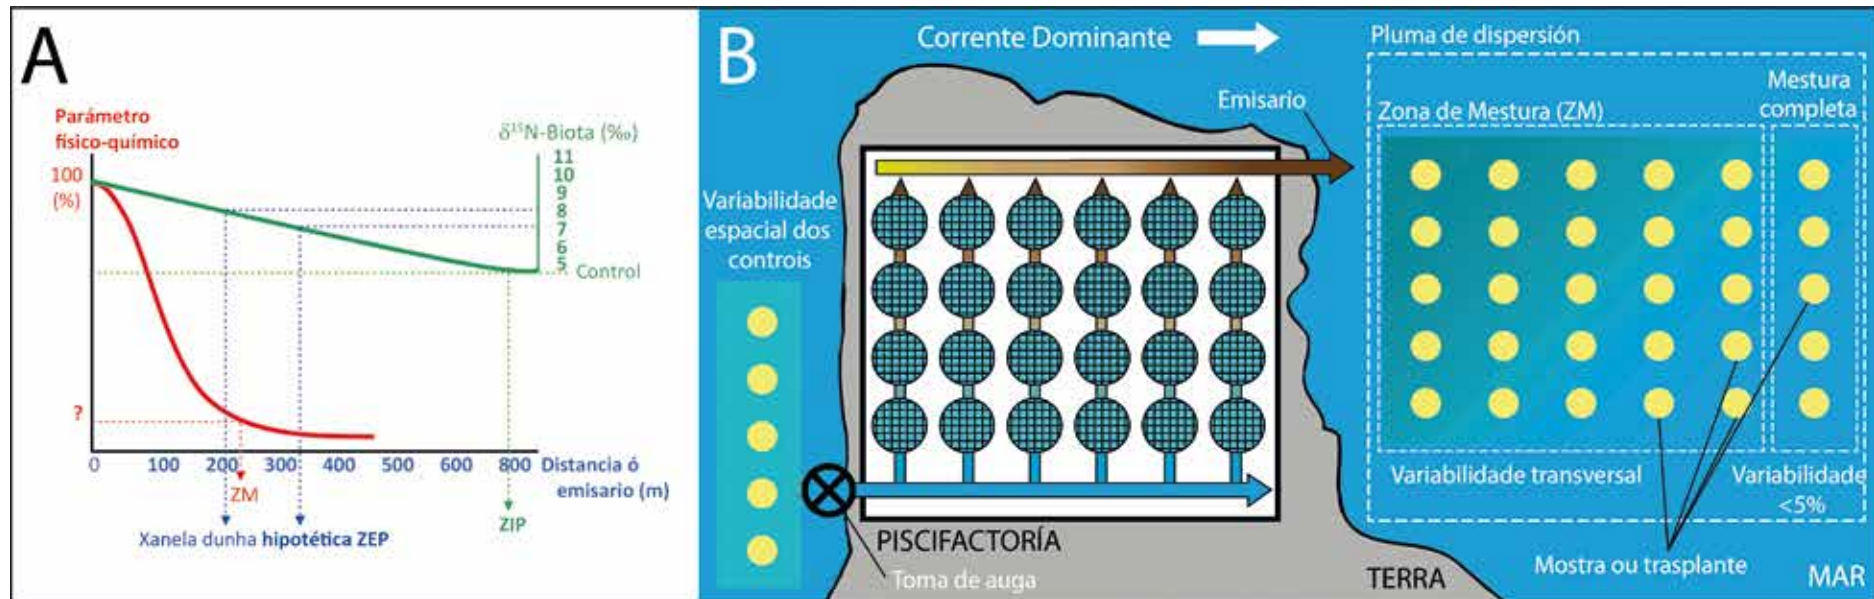 A
Parámetro
físico-químico
100
(%)
?
δ¹⁵N-Biota (‰)
11
10
9
8
7
6
5
Control
0 100 200 300 400 500 600 800 Distancia ó
emisario (m)
ZM
ZIP
Xanela dunha hipotética ZEP
B
Corrente Dominante
Pluma de dispersión
Emisario
Mestura
completa
Zona de Mestura (ZM)
Variabilidade
espacial dos
controis
PISCIFACTORÍA
Toma de auga
TERRA
Variabilidade transversal
Variabilidade
<5%
Mostra ou trasplante
MAR